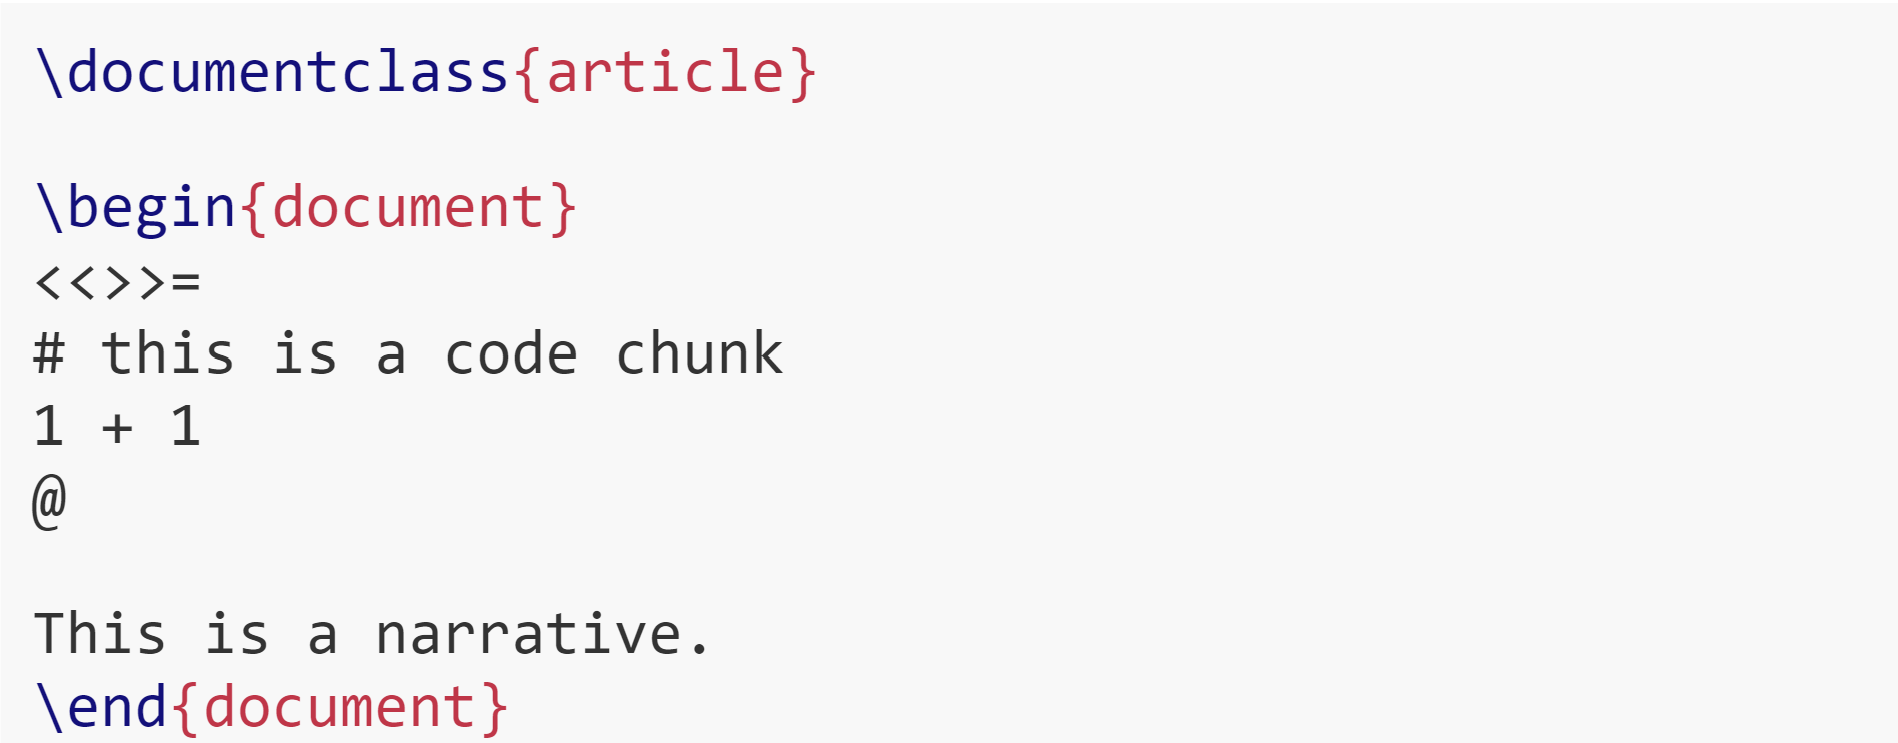 \documentclass{article}

\begin{document}
<<>>=
# this is a code chunk
1 + 1
@

This is a narrative.
\end{document}